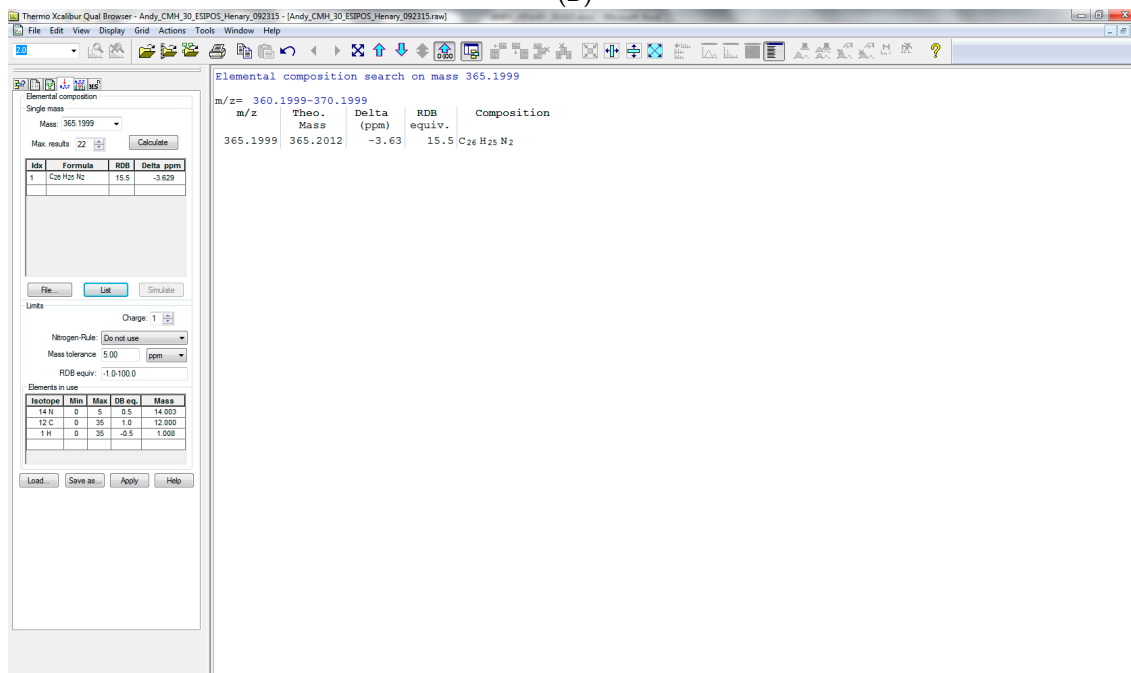 Thermo Xcalibur Qual Browser - Andy_CMH_30_ESIPOS_Henary_092315 - [Andy_CMH_30_ESIPOS_Henary_092315.raw]
File Edit View Display Grid Actions Tools Window Help
2.0
Elemental composition
Single mass
Mass: 365.1999
Max. results 22 Calculate
Idx Formula RDB Delta ppm
1 C26 H25 N2 15.5 -3.629
File... List Simulate
Limits
Charge: 1
Nitrogen-Rule: Do not use
Mass tolerance 5.00 ppm
RDB equiv: -1.0-100.0
Elements in use
Isotope Min Max DB eq. Mass
14 N 0 5 0.5 14.003
12 C 0 35 1.0 12.000
1 H 0 35 -0.5 1.008
Load... Save as... Apply Help
Elemental composition search on mass 365.1999
m/z= 360.1999-370.1999
m/z Theo. Delta RDB Composition
Mass (ppm) equiv.
365.1999 365.2012 -3.63 15.5 C26 H25 N2